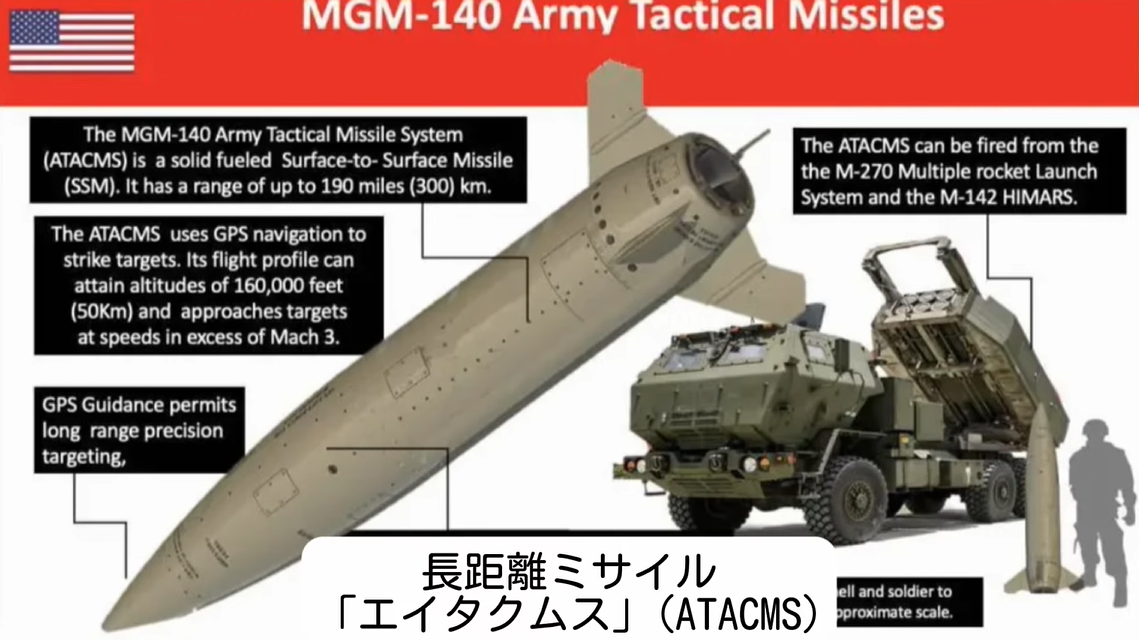 MGM-140 Army Tactical Missiles
The MGM-140 Army Tactical Missile System
(ATACMS) is a solid fueled Surface-to- Surface Missile
(SSM). It has a range of up to 190 miles (300) km.
The ATACMS can be fired from the
the M-270 Multiple rocket Launch
System and the M-142 HIMARS.
The ATACMS uses GPS navigation to
strike targets. Its flight profile can
attain altitudes of 160,000 feet
(50Km) and approaches targets
at speeds in excess of Mach 3.
GPS Guidance permits
long range precision
targeting,
and soldier to
scale.
長距離ミサイル
「エイタクムス」(ATACMS)